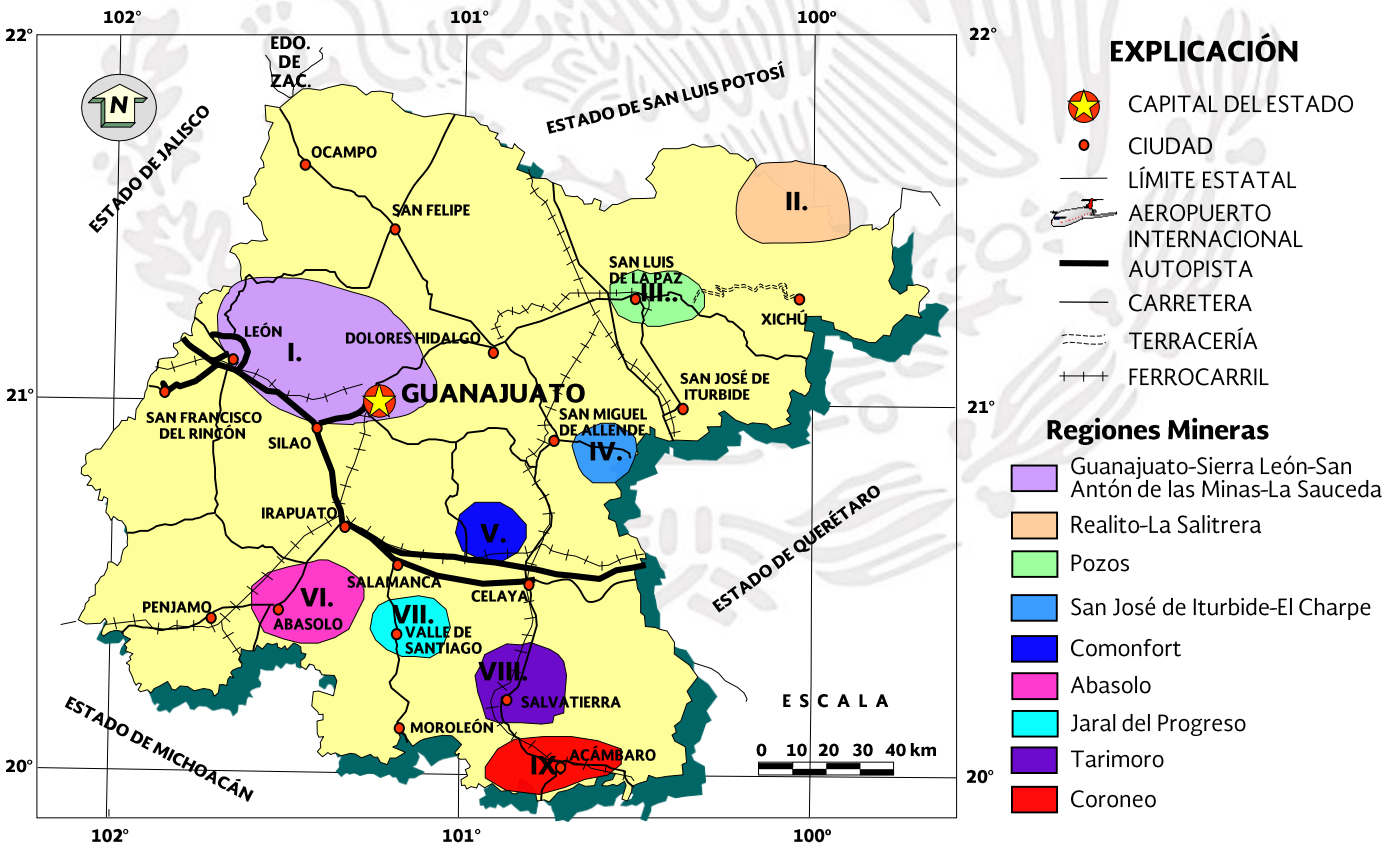 102°
101°
100°
22°
22°
EDO.
DE
ZAC.
N
ESTADO DE JALISCO
ESTADO DE SAN LUIS POTOSÍ
OCAMPO
SAN FELIPE
II.
SAN LUIS
DE LA PAZ
III.
XICHÚ
LEÓN
I.
DOLORES HIDALGO
GUANAJUATO
21°
21°
SAN FRANCISCO
DEL RINCÓN
SILAO
SAN JOSÉ DE
ITURBIDE
SAN MIGUEL
DE ALLENDE
IV.
IRAPUATO
V.
SALAMANCA
CELAYA
ESTADO DE QUERÉTARO
PENJAMO
VI.
ABASOLO
VII.
VALLE DE
SANTIAGO
VIII.
SALVATIERRA
MOROLEÓN
IX.
ACÁMBARO
ESTADO DE MICHOACÁN
ESCALA
0 10 20 30 40 km
20°
20°
102°
101°
100°
EXPLICACIÓN
CAPITAL DEL ESTADO
CIUDAD
LÍMITE ESTATAL
AEROPUERTO
INTERNACIONAL
AUTOPISTA
CARRETERA
TERRACERÍA
FERROCARRIL
Regiones Mineras
Guanajuato-Sierra León-San
Antón de las Minas-La Sauceda
Realito-La Salitrera
Pozos
San José de Iturbide-El Charpe
Comonfort
Abasolo
Jaral del Progreso
Tarimoro
Coroneo